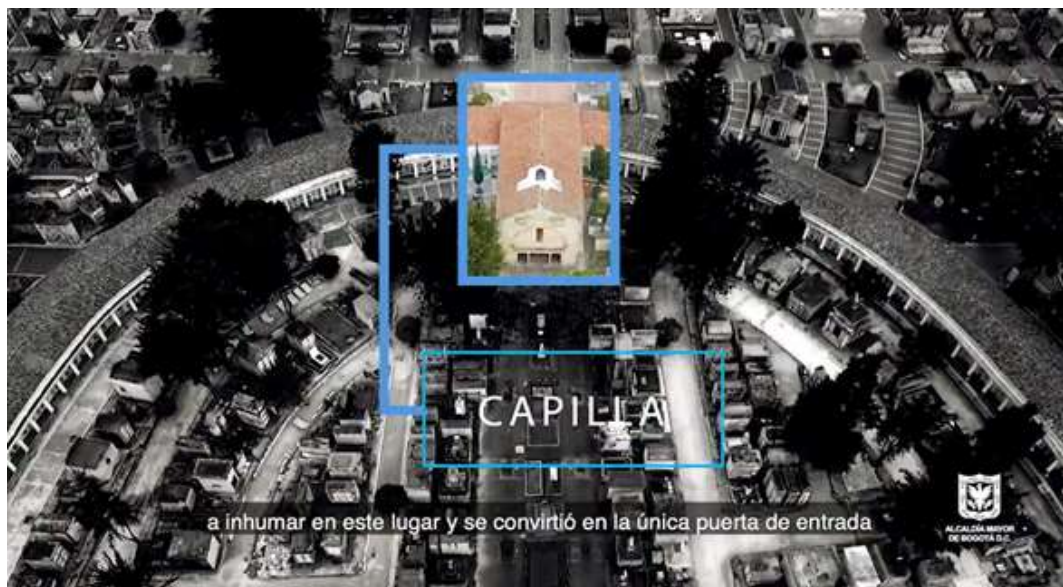 CAPILLA
a inhumar en este lugar y se convirtió en la única puerta de entrada
ALCALDÍA MAYOR
DE BOGOTÁ D.C.